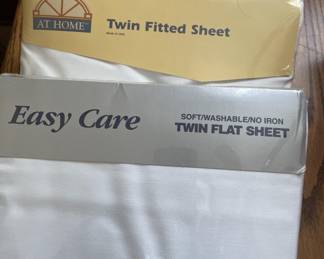 AT HOME
Twin Fitted Sheet
Easy Care
SOFT/WASHABLE/NO IRON
TWIN FLAT SHEET